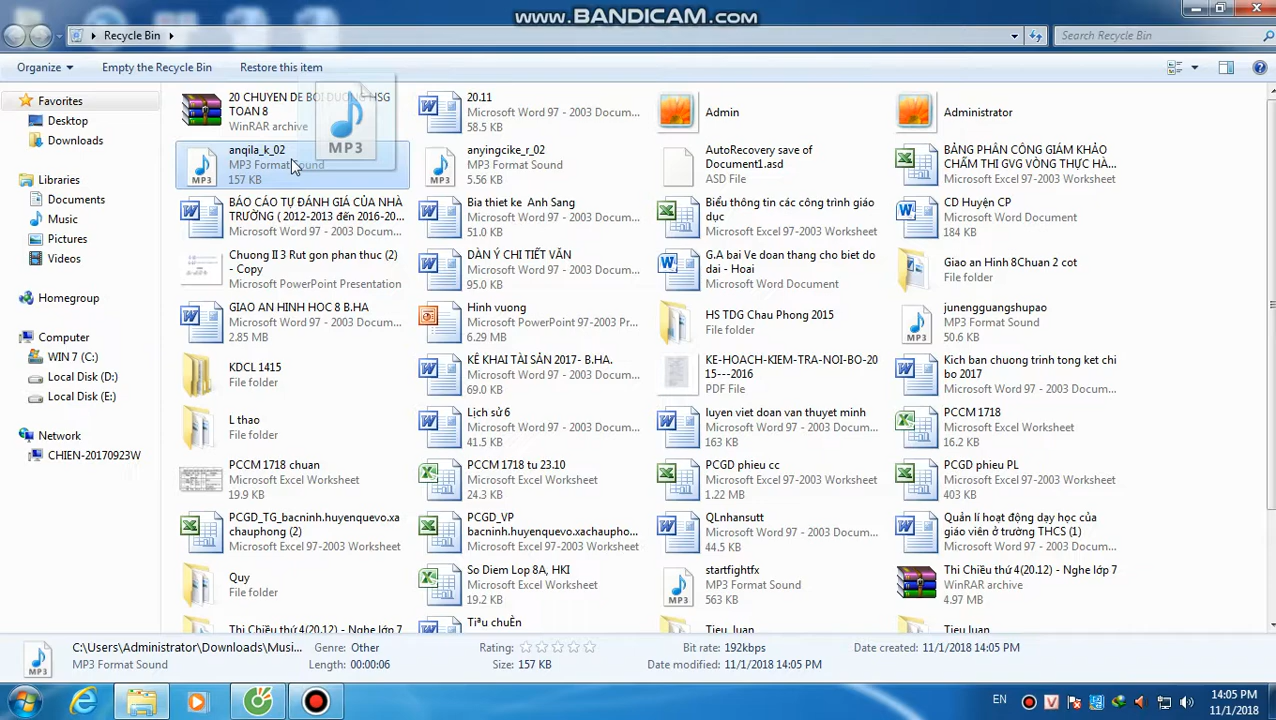 www.BANDICAM.com
Recycle Bin
Search Recycle Bin
Organize
Empty the Recycle Bin
Restore this item
Favorites
Desktop
Downloads
Libraries
Documents
Music
Pictures
Videos
Homegroup
Computer
WIN 7 (C:)
Local Disk (D:)
Local Disk (E:)
Network
CHIEN-20170923W
20 CHUYEN DE BOI DUONG HSG
TOAN 8
WinRAR archive
MP3
20.11
Microsoft Word 97 - 2003 Docum...
58.5 KB
Admin
Administrator
MP3
anqila_k_02
MP3 Format Sound
157 KB
MP3
anyingcike_r_02
MP3 Format Sound
5.56 KB
AutoRecovery save of
Document1.asd
ASD File
BẢNG PHÂN CÔNG GIÁM KHẢO
CHẤM THI GVG VÒNG THỰC HÀ...
Microsoft Excel 97-2003 Worksheet
BÁO CÁO TỰ ĐÁNH GIÁ CỦA NHÀ
TRƯỜNG ( 2012-2013 đến 2016-20...
Microsoft Word 97 - 2003 Docum...
Bia thiet ke Anh Sang
Microsoft Word 97 - 2003 Docum...
51.0 KB
Biểu thông tin các công trình giáo
dục
Microsoft Excel 97-2003 Worksheet
CD Huyện CP
Microsoft Word Document
184 KB
Chuong II 3 Rut gon phan thuc (2)
- Copy
Microsoft PowerPoint Presentation
DÀN Ý CHI TIẾT VĂN
Microsoft Word 97 - 2003 Docum...
95.0 KB
G.A bai Ve doan thang cho biet do
dai - Hoai
Microsoft Word Document
Giao an Hinh 8Chuan 2 cot
File folder
GIAO AN HINH HOC 8 B.HA
Microsoft Word 97 - 2003 Docum...
2.85 MB
Hinh vuong
Microsoft PowerPoint 97-2003 Pr...
6.29 MB
HS TDG Chau Phong 2015
File folder
MP3
junengguangshupao
MP3 Format Sound
50.6 KB
KDCL 1415
File folder
KÊ KHAI TÀI SẢN 2017- B.HA.
Microsoft Word 97 - 2003 Docum...
69.0 KB
KE-HOACH-KIEM-TRA-NOI-BO-20
15---2016
PDF File
Kich ban chuong trinh tong ket chi
bo 2017
Microsoft Word 97 - 2003 Docum...
L thao
File folder
Lịch sử 6
Microsoft Word 97 - 2003 Docum...
41.5 KB
luyen viet doan van thuyet minh
Microsoft Word 97 - 2003 Docum...
163 KB
PCCM 1718
Microsoft Excel Worksheet
16.2 KB
PCCM 1718 chuan
Microsoft Excel Worksheet
19.9 KB
PCCM 1718 tu 23.10
Microsoft Excel Worksheet
24.3 KB
PCGD phieu cc
Microsoft Excel 97-2003 Worksheet
1.22 MB
PCGD phieu PL
Microsoft Excel 97-2003 Worksheet
403 KB
PCGD_TG_bacninh.huyenquevo.xa
chauphong (2)
Microsoft Excel 97-2003 Worksheet
PCGD_VP
bacninh.huyenquevo.xachaupho...
Microsoft Excel 97-2003 Worksheet
QLnhansutt
Microsoft Word 97 - 2003 Docum...
44.5 KB
Quản lí hoạt động dạy học của
giáo viên ở trường THCS (1)
Microsoft Word 97 - 2003 Docum...
Quy
File folder
So Diem Lop 8A, HKI
Microsoft Excel Worksheet
19.2 KB
MP3
startfightfx
MP3 Format Sound
563 KB
Thi Chiều thứ 4(20.12) - Nghe lớp 7
WinRAR archive
4.97 MB
Thi Chiều thứ 4(20.12) - Nghe lớp 7
Tiªu chuÈn
Tieu luan
Tieu luan
MP3
C:\Users\Administrator\Downloads\Musi...
MP3 Format Sound
Genre: Other
Length: 00:00:06
Rating:
Size: 157 KB
Bit rate: 192kbps
Date modified: 11/1/2018 14:05 PM
Date created: 11/1/2018 14:05 PM
EN
14:05 PM
11/1/2018